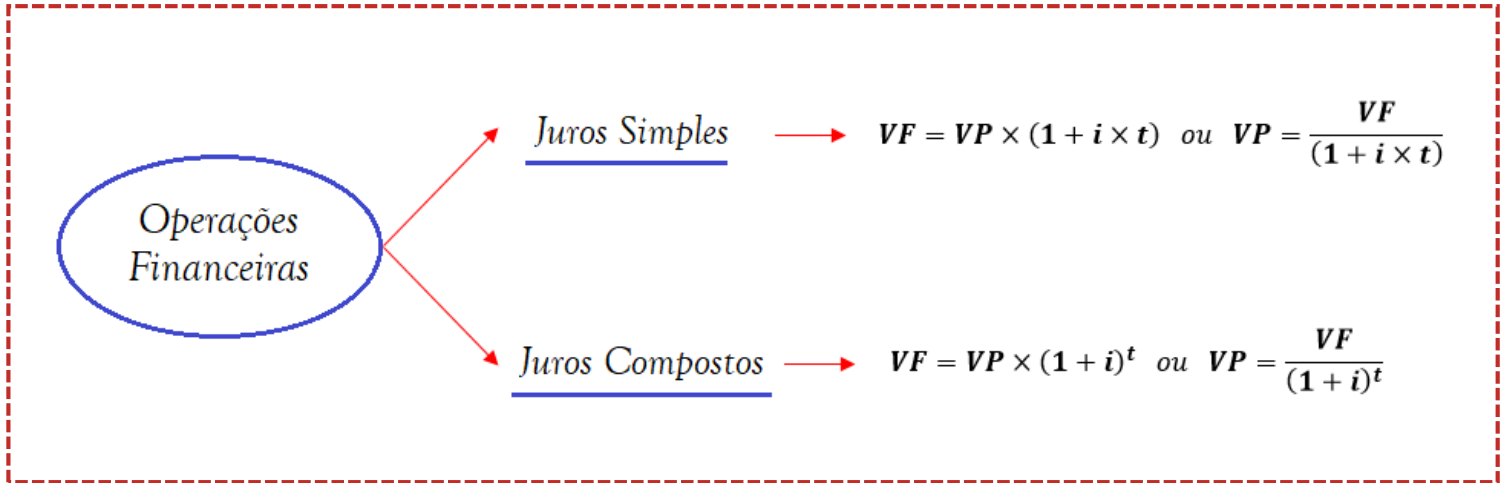 Operações
Financeiras
Juros Simples
VF = VP × (1 + i × t) ou VP = VF / (1 + i × t)
Juros Compostos
VF = VP × (1 + i)^t ou VP = VF / (1 + i)^t